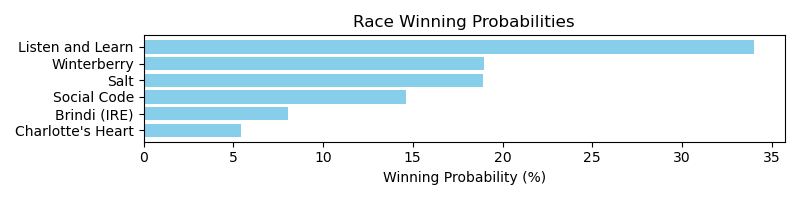 Race Winning Probabilities
Listen and Learn
Winterberry
Salt
Social Code
Brindi (IRE)
Charlotte's Heart
0 5 10 15 20 25 30 35
Winning Probability (%)